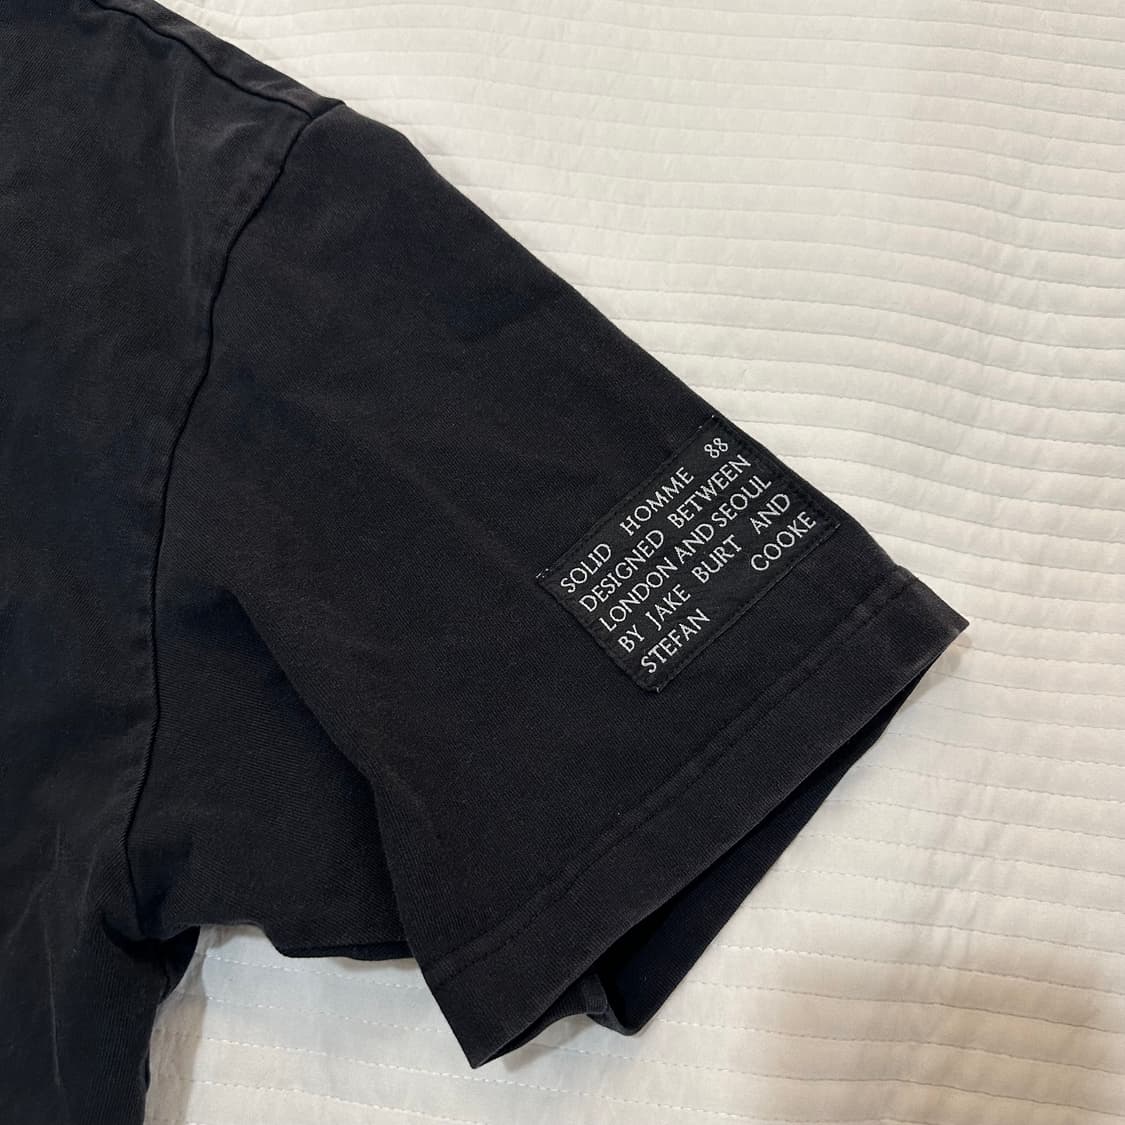 SOLID HOMME 88
DESIGNED BETWEEN
LONDON AND SEOUL
BY JAKE BURT AND
STEFAN COOKE